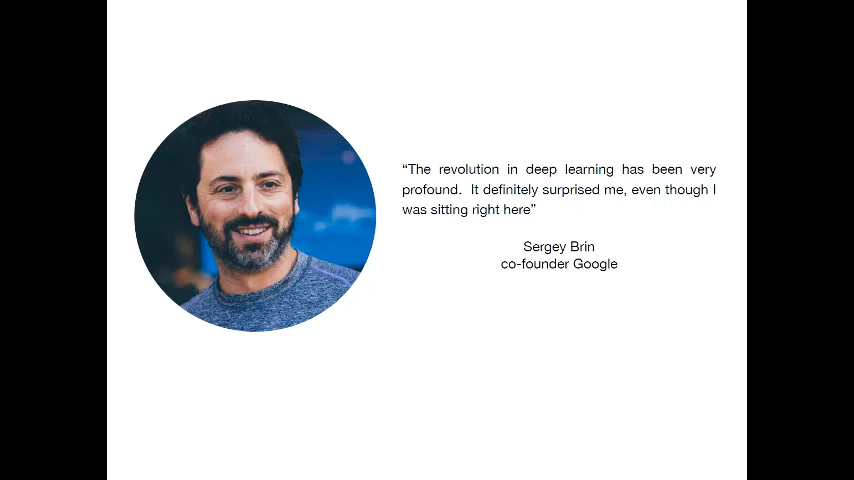 “The revolution in deep learning has been very
profound.  It definitely surprised me, even though I
was sitting right here”
Sergey Brin
co-founder Google